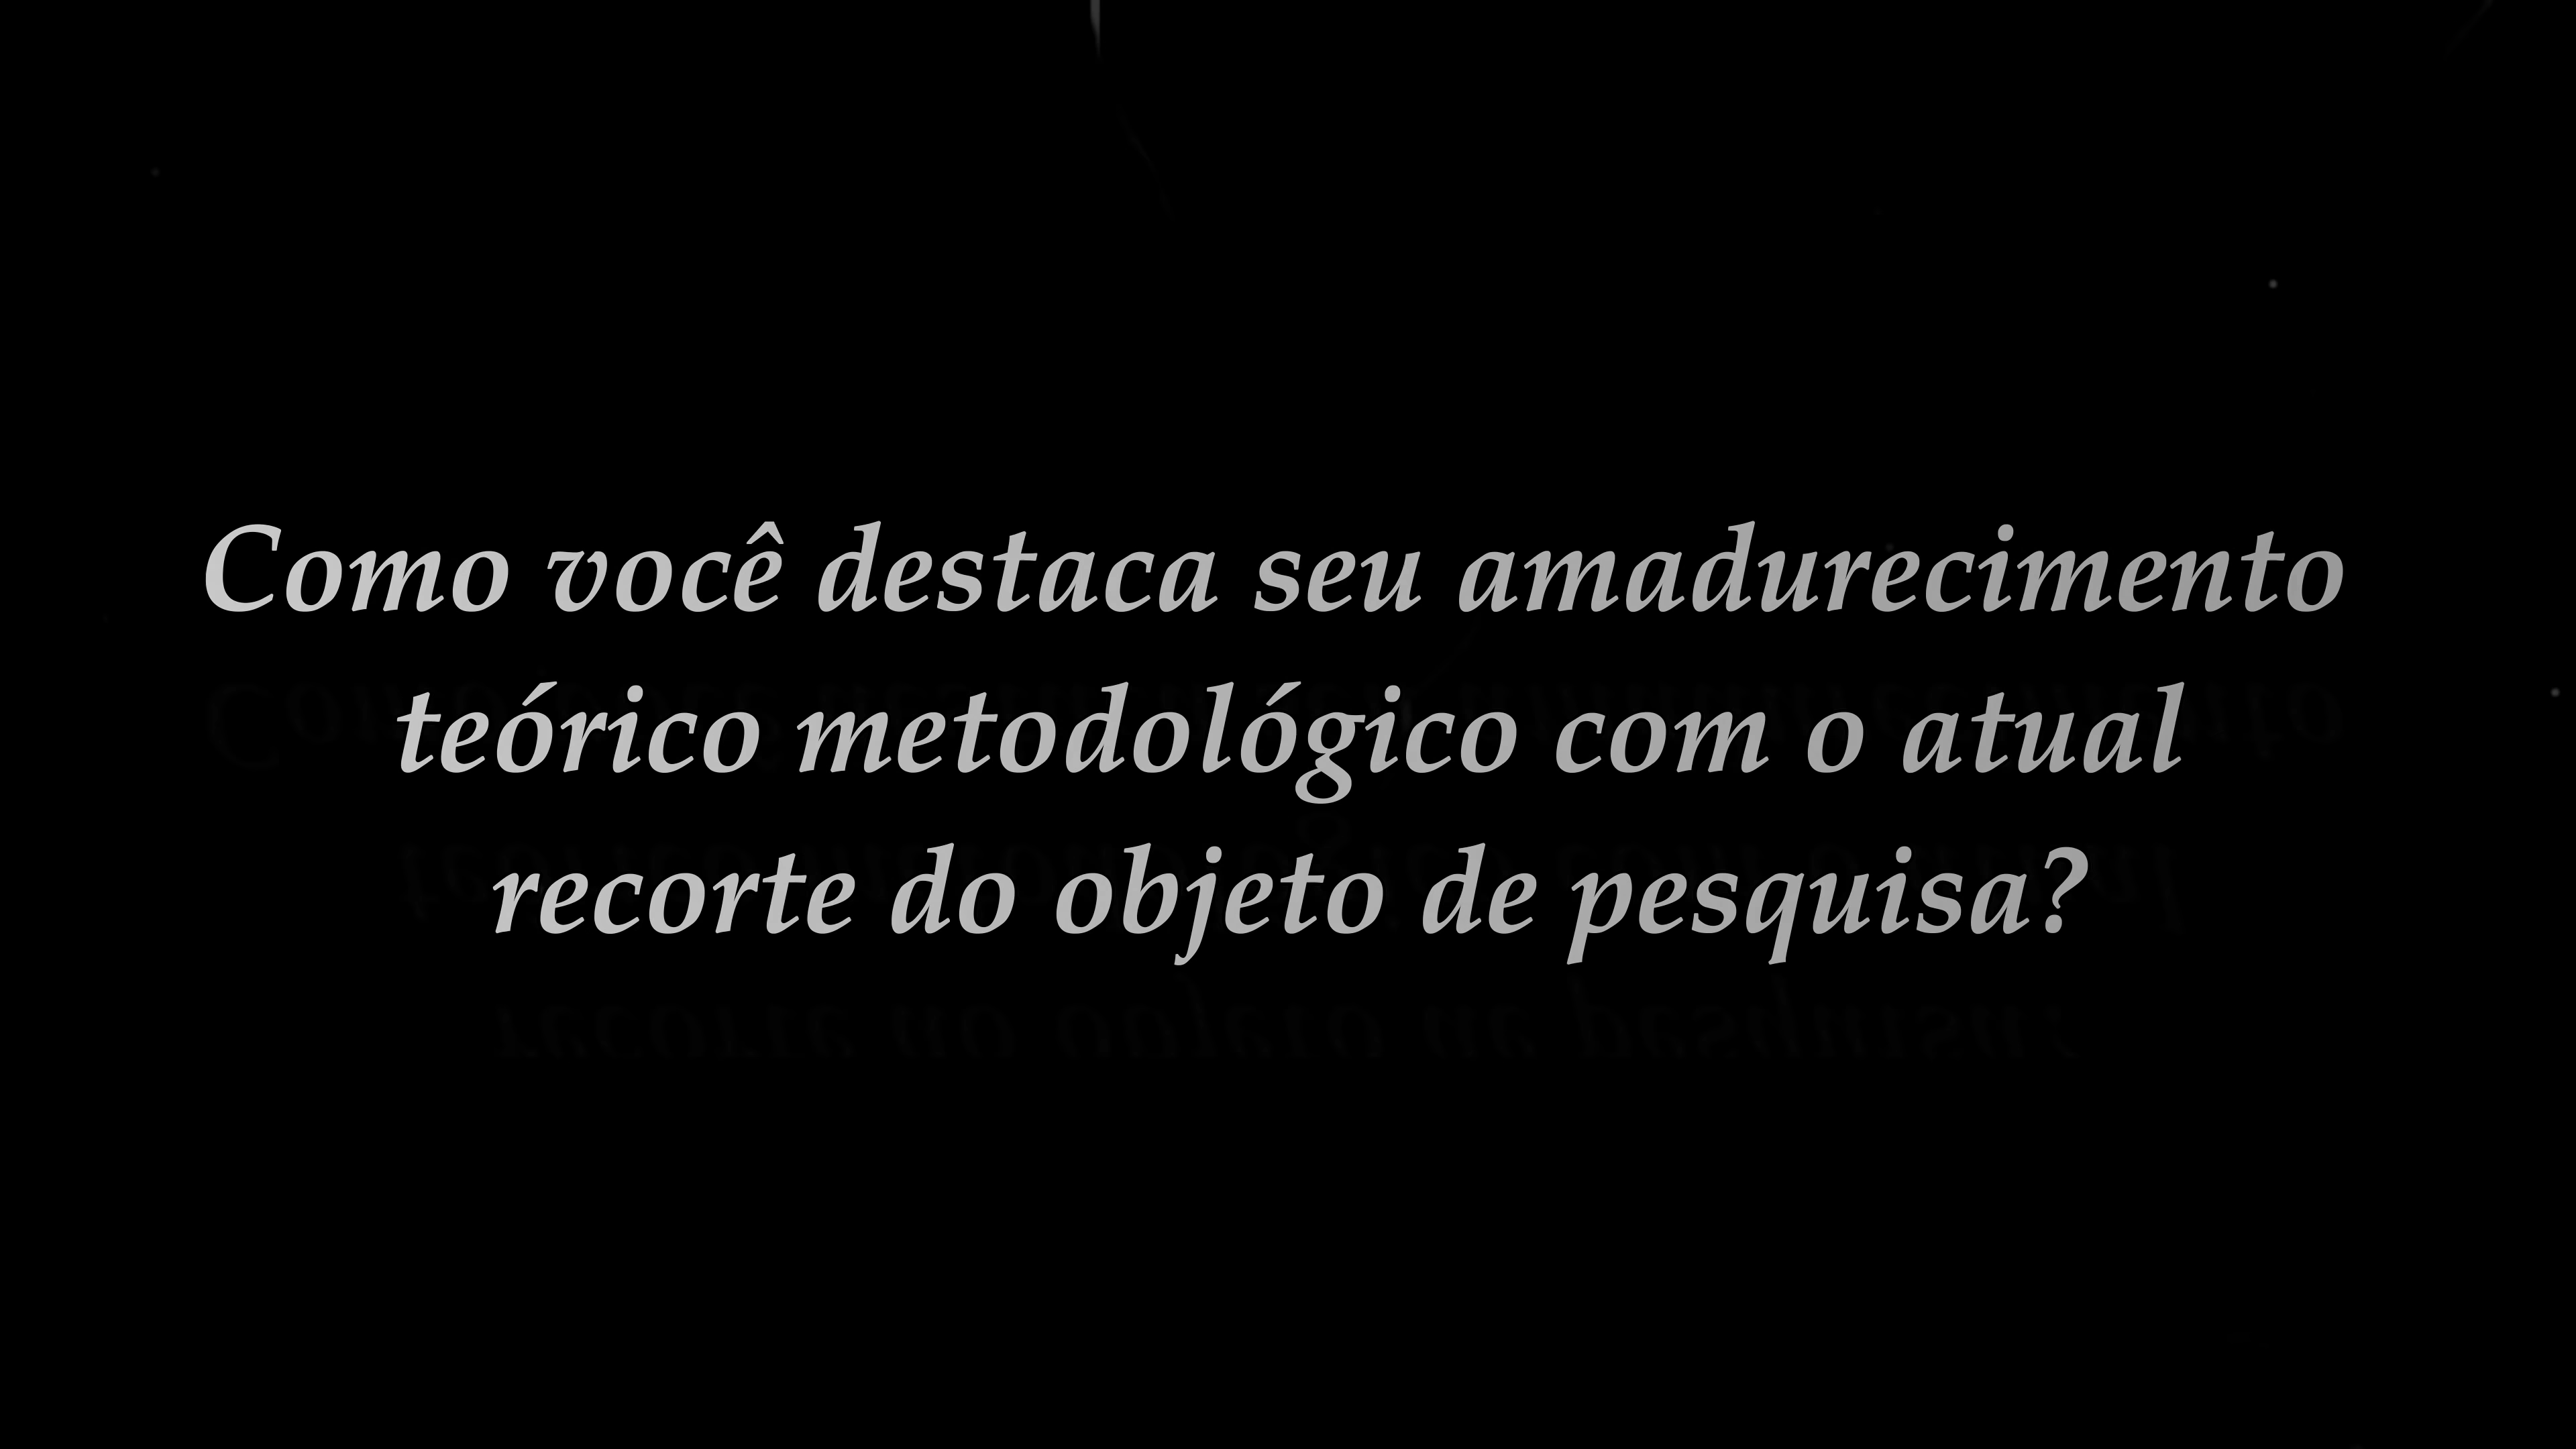 Como você destaca seu amadurecimento
teórico metodológico com o atual
recorte do objeto de pesquisa?